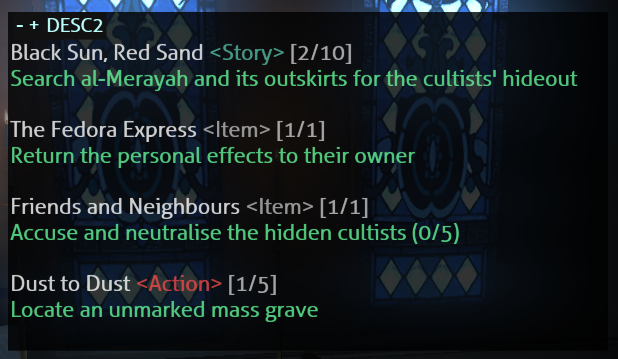 - + DESC2
Black Sun, Red Sand <Story> [2/10]
Search al-Merayah and its outskirts for the cultists' hideout
The Fedora Express <Item> [1/1]
Return the personal effects to their owner
Friends and Neighbours <Item> [1/1]
Accuse and neutralise the hidden cultists (0/5)
Dust to Dust <Action> [1/5]
Locate an unmarked mass grave